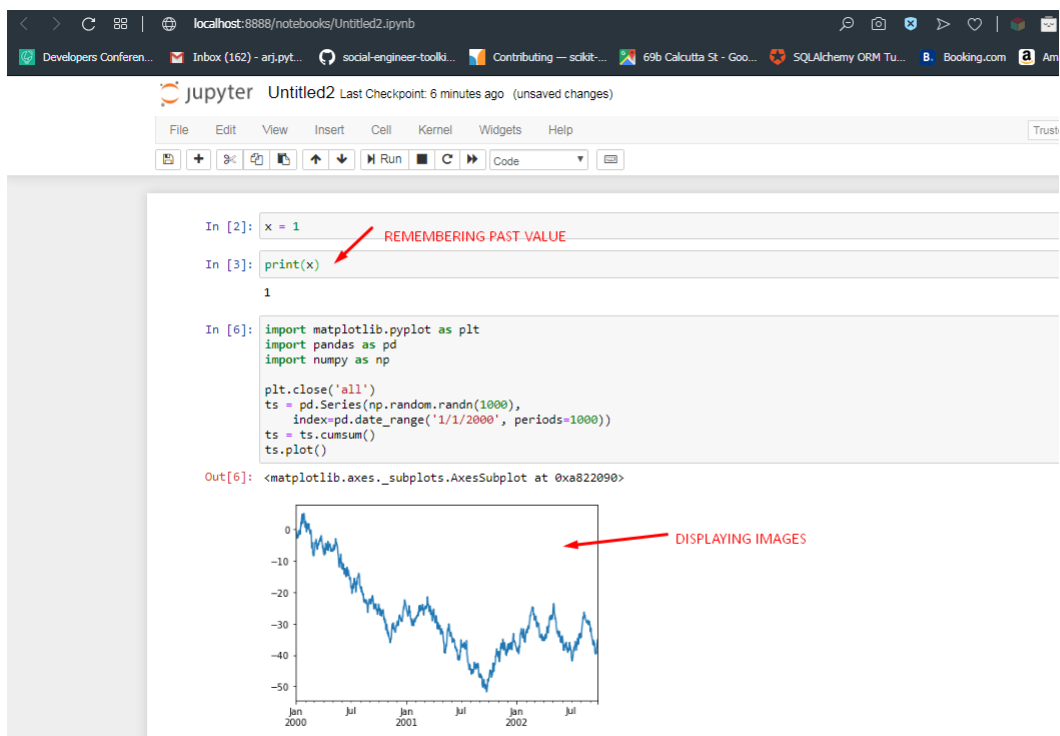 localhost:8888/notebooks/Untitled2.ipynb
Developers Conferen... Inbox (162) - arj.pyt... social-engineer-toolki... Contributing — scikit-... 69b Calcutta St - Goo... SQLAlchemy ORM Tu... B. Booking.com a Am
jupyter Untitled2 Last Checkpoint: 6 minutes ago (unsaved changes)
File Edit View Insert Cell Kernel Widgets Help Truste
Run Code
In [2]: x = 1
REMEMBERING PAST VALUE
In [3]: print(x)
1
In [6]: import matplotlib.pyplot as plt
import pandas as pd
import numpy as np
plt.close('all')
ts = pd.Series(np.random.randn(1000),
index=pd.date_range('1/1/2000', periods=1000))
ts = ts.cumsum()
ts.plot()
Out[6]: <matplotlib.axes._subplots.AxesSubplot at 0xa822090>
DISPLAYING IMAGES
0
-10
-20
-30
-40
-50
Jan Jul Jan Jul Jan Jul
2000 2001 2002